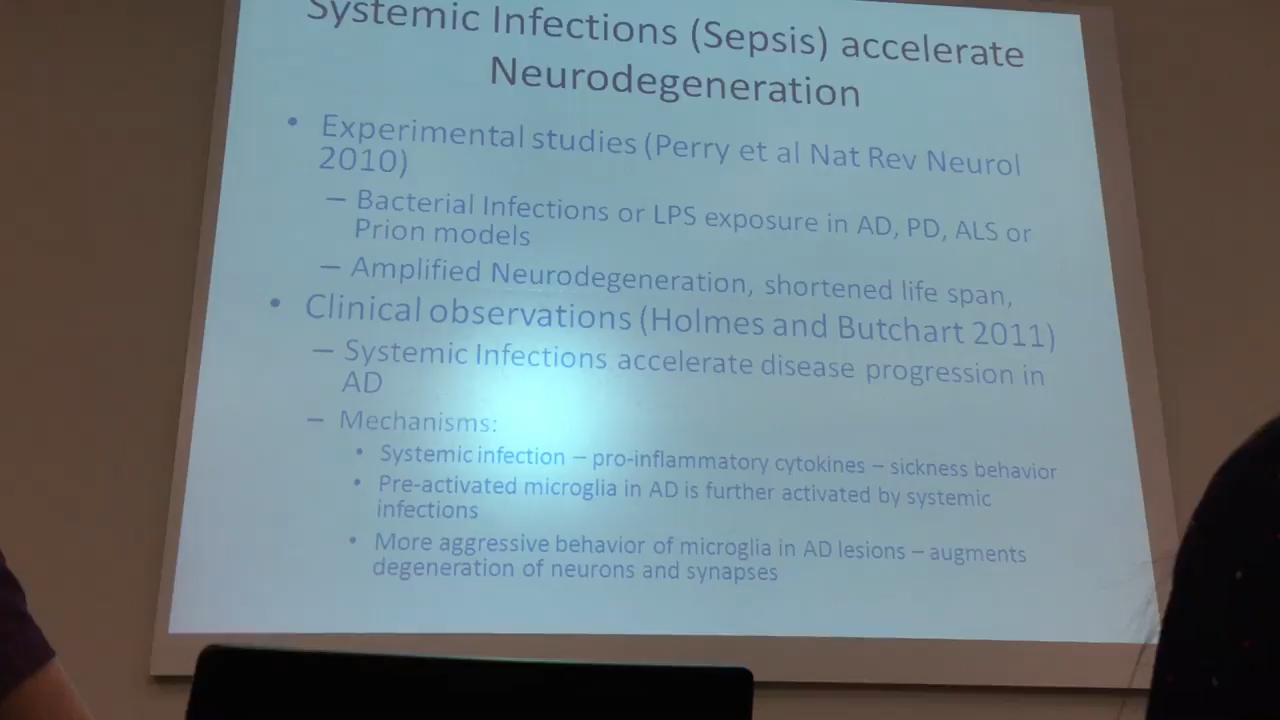 Systemic Infections (Sepsis) accelerate
Neurodegeneration
• Experimental studies (Perry et al Nat Rev Neurol
2010)
– Bacterial Infections or LPS exposure in AD, PD, ALS or
Prion models
– Amplified Neurodegeneration, shortened life span,
• Clinical observations (Holmes and Butchart 2011)
– Systemic Infections accelerate disease progression in
AD
– Mechanisms:
• Systemic infection – pro-inflammatory cytokines – sickness behavior
• Pre-activated microglia in AD is further activated by systemic
infections
• More aggressive behavior of microglia in AD lesions – augments
degeneration of neurons and synapses